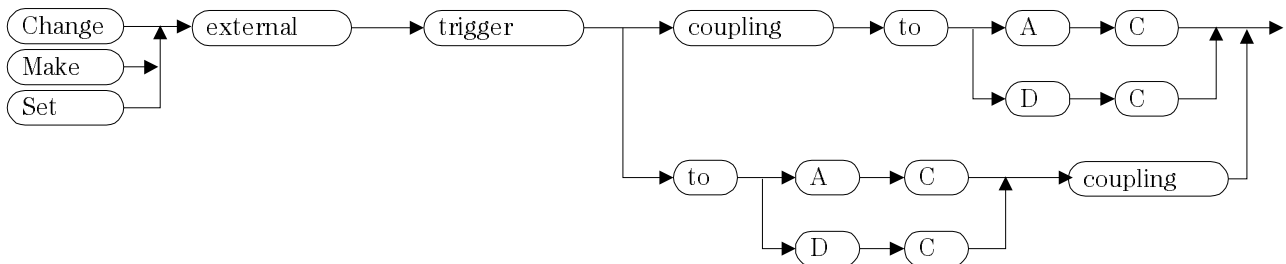 Change external trigger coupling to A C
Make
Set D C
to A C coupling
D C